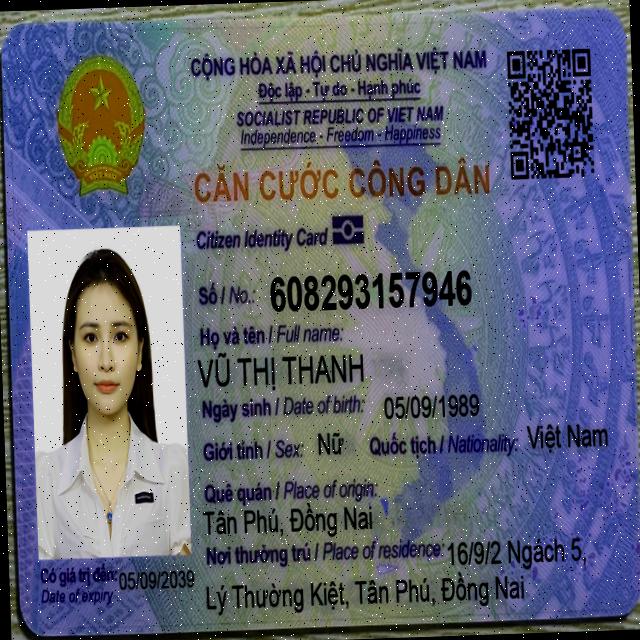 CỘNG HÒA XÃ HỘI CHỦ NGHĨA VIỆT NAM
Độc lập - Tự do - Hạnh phúc
SOCIALIST REPUBLIC OF VIET NAM
Independence - Freedom - Happiness
CĂN CƯỚC CÔNG DÂN
Citizen Identity Card
Số / No.: 608293157946
Họ và tên / Full name:
VŨ THỊ THANH
Ngày sinh / Date of birth: 05/09/1989
Giới tính / Sex: Nữ Quốc tịch / Nationality: Việt Nam
Quê quán / Place of origin:
Tân Phú, Đồng Nai
Nơi thường trú / Place of residence: 16/9/2 Ngách 5,
Lý Thường Kiệt, Tân Phú, Đồng Nai
Có giá trị đến: 05/09/2039
Date of expiry